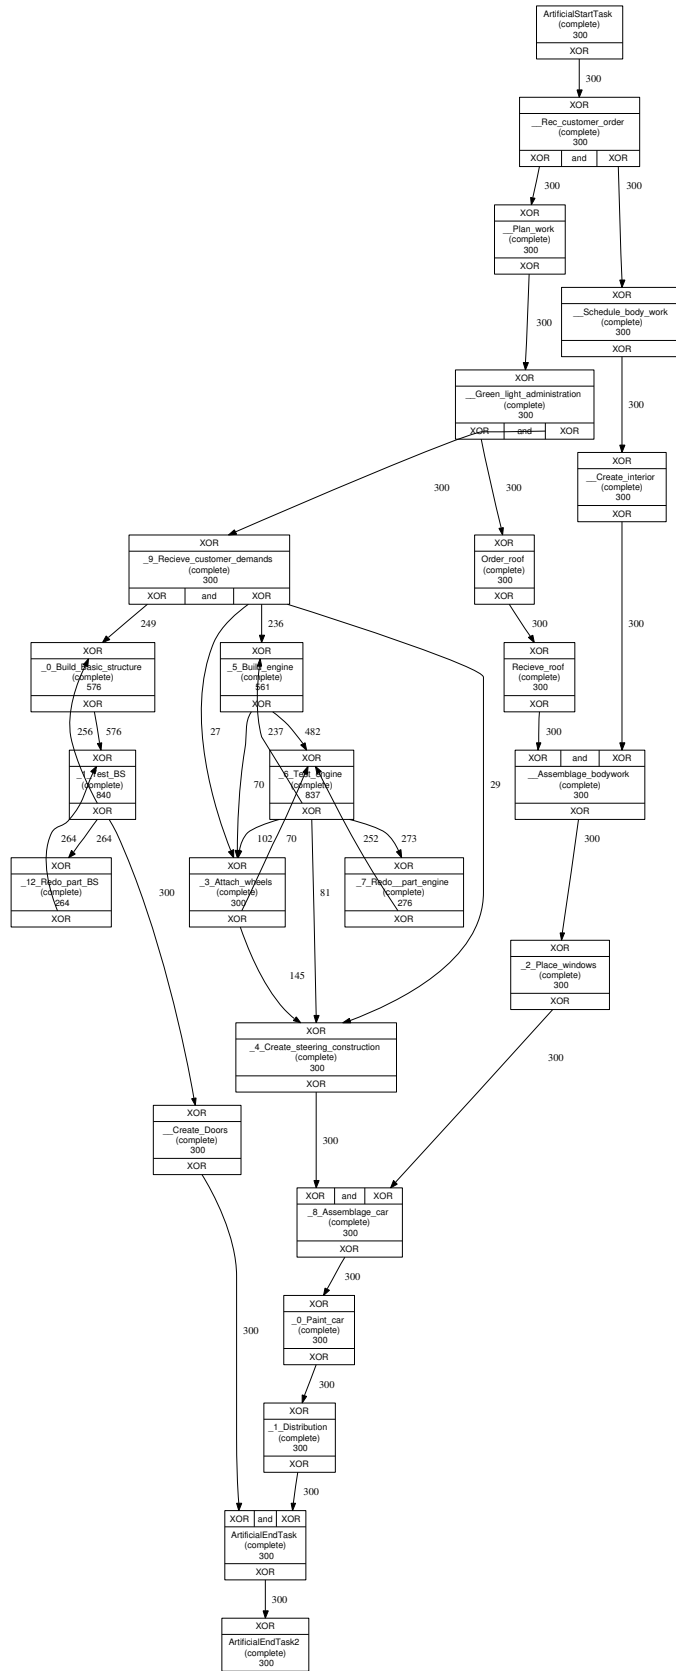 ArtificialStartTask
(complete)
300
XOR
300
XOR
__Rec_customer_order
(complete)
300
XOR and XOR
300 300
XOR
__Plan_work
(complete)
300
XOR
XOR
__Schedule_body_work
(complete)
300
XOR
300
XOR
__Green_light_administration
(complete)
300
XOR and XOR
300
XOR
__Create_interior
(complete)
300
XOR
300 300
XOR
_9_Recieve_customer_demands
(complete)
300
XOR and XOR
XOR
Order_roof
(complete)
300
XOR
249 236 300
XOR
_0_Build_Basic_structure
(complete)
576
XOR
XOR
_5_Build_engine
(complete)
561
XOR
XOR
Recieve_roof
(complete)
300
XOR
300
256 576 27 237 482 300
XOR
_1_Test_BS
(complete)
840
XOR
XOR
_6_Test_Engine
(complete)
837
XOR
XOR and XOR
__Assemblage_bodywork
(complete)
300
XOR
70 29
264 264 102 70 252 273 300
XOR
_12_Redo_part_BS
(complete)
264
XOR
XOR
_3_Attach_wheels
(complete)
300
XOR
XOR
_7_Redo__part_engine
(complete)
276
XOR
300 81
XOR
_2_Place_windows
(complete)
300
XOR
145
XOR
_4_Create_steering_construction
(complete)
300
XOR
300
XOR
__Create_Doors
(complete)
300
XOR
300
XOR and XOR
_8_Assemblage_car
(complete)
300
XOR
300
XOR
_0_Paint_car
(complete)
300
XOR
300
300
XOR
_1_Distribution
(complete)
300
XOR
300
XOR and XOR
ArtificialEndTask
(complete)
300
XOR
300
XOR
ArtificialEndTask2
(complete)
300